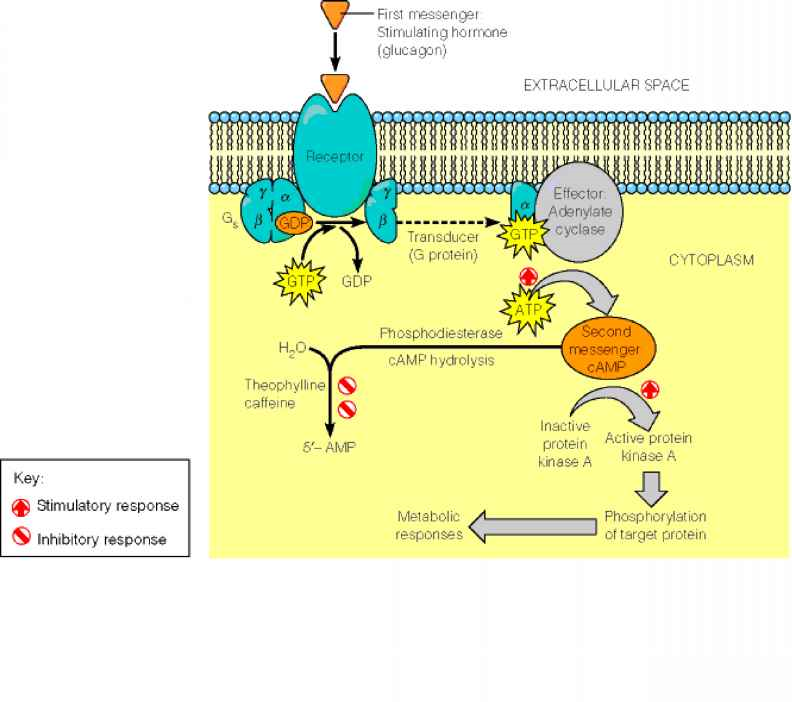 First messenger:
Stimulating hormone
(glucagon)
EXTRACELLULAR SPACE
Receptor
γ
α
β
Gs
GDP
γ
β
Transducer
(G protein)
α
GTP
Effector:
Adenylate
cyclase
CYTOPLASM
GTP
GDP
ATP
Second
messenger
cAMP
Phosphodiesterase
cAMP hydrolysis
H2O
Theophylline
caffeine
5′– AMP
Inactive
protein
kinase A
Active protein
kinase A
Phosphorylation
of target protein
Metabolic
responses
Key:
Stimulatory response
Inhibitory response